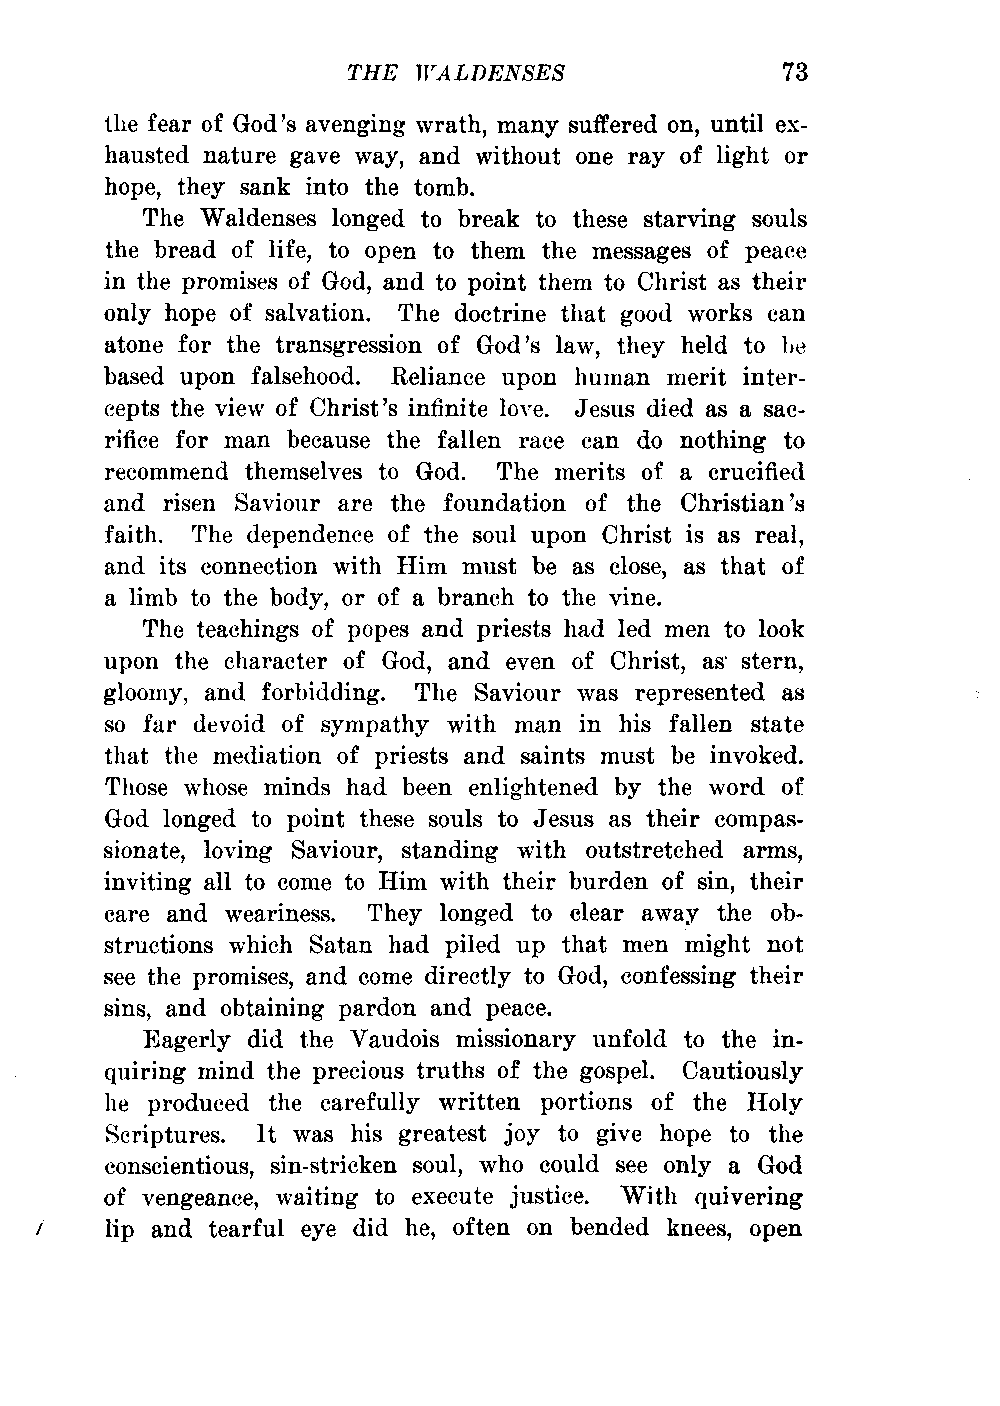 THE WALDENSES 73
the fear of God's avenging wrath, many suffered on, until ex-
hausted nature gave way, and without one ray of light or
hope, they sank into the tomb.
The Waldenses longed to break to these starving souls
the bread of life, to open to them the messages of peace
in the promises of God, and to point them to Christ as their
only hope of salvation. The doctrine that good works can
atone for the transgression of God's law, they held to be
based upon falsehood. Reliance upon human merit inter-
cepts the view of Christ's infinite love. Jesus died as a sac-
rifice for man because the fallen race can do nothing to
recommend themselves to God. The merits of a crucified
and risen Saviour are the foundation of the Christian's
faith. The dependence of the soul upon Christ is as real,
and its connection with Him must be as close, as that of
a limb to the body, or of a branch to the vine.
The teachings of popes and priests had led men to look
upon the character of God, and even of Christ, as stern,
gloomy, and forbidding. The Saviour was represented as
so far devoid of sympathy with man in his fallen state
that the mediation of priests and saints must be invoked.
Those whose minds had been enlightened by the word of
God longed to point these souls to Jesus as their compas-
sionate, loving Saviour, standing with outstretched arms,
inviting all to come to Him with their burden of sin, their
care and weariness. They longed to clear away the ob-
structions which Satan had piled up that men might not
see the promises, and come directly to God, confessing their
sins, and obtaining pardon and peace.
Eagerly did the Vaudois missionary unfold to the in-
quiring mind the precious truths of the gospel. Cautiously
he produced the carefully written portions of the Holy
Scriptures. It was his greatest joy to give hope to the
conscientious, sin-stricken soul, who could see only a God
of vengeance, waiting to execute justice. With quivering
lip and tearful eye did he, often on bended knees, open